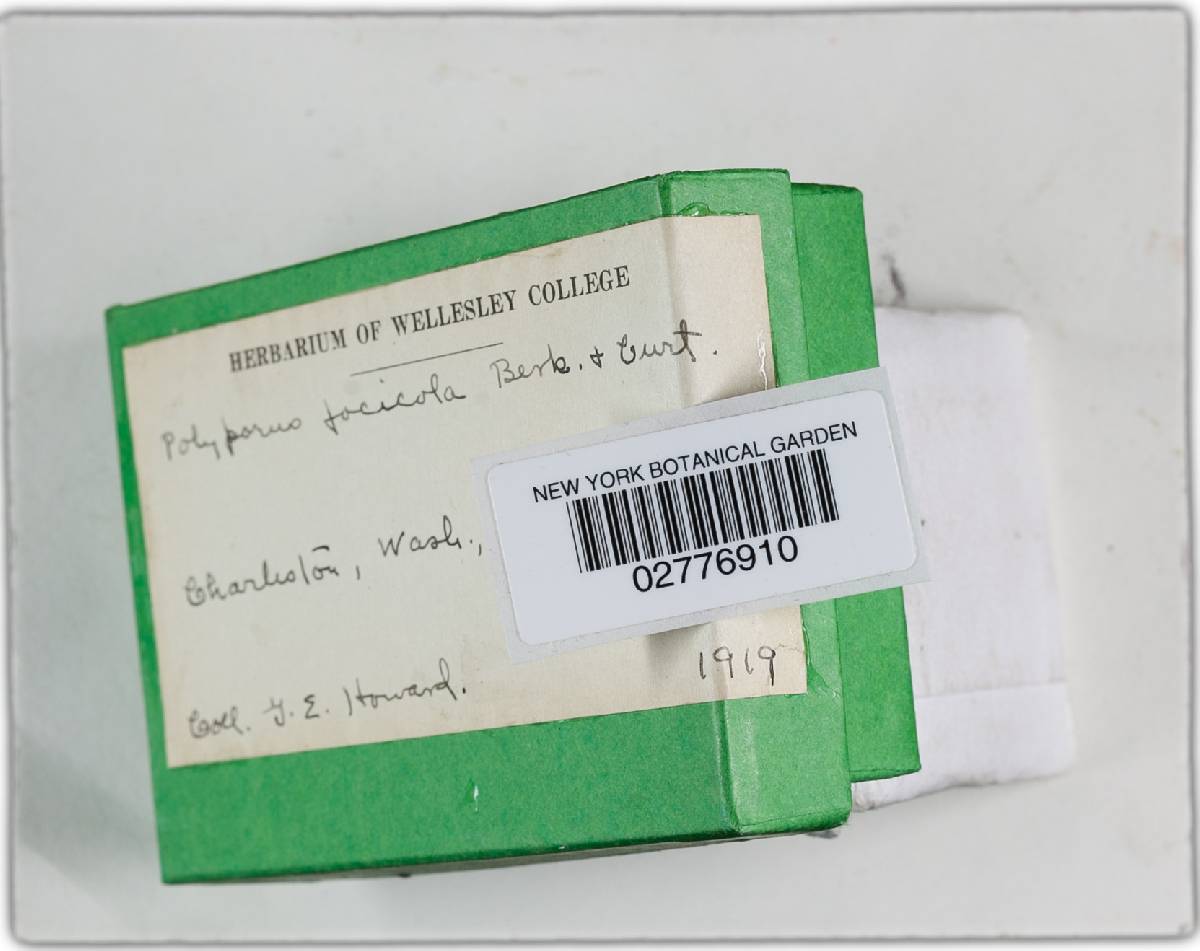 HERBARIUM OF WELLESLEY COLLEGE
Polyporus focicola Berk. & Curt.
NEW YORK BOTANICAL GARDEN
02776910
Charleston, Wash.,
Coll. G. E. Howard.
1919